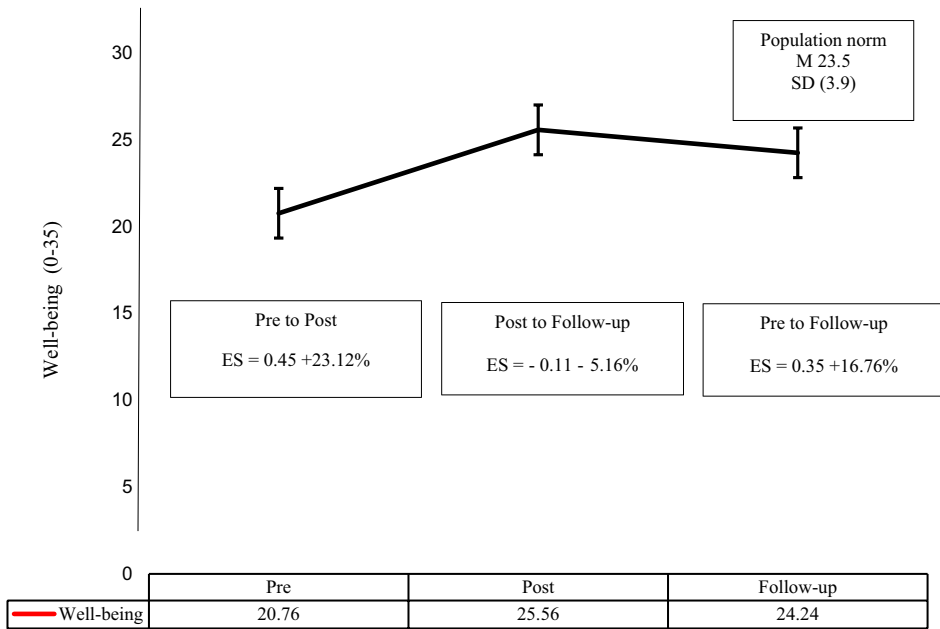 30
25
20
15
10
5
0
Well-being (0-35)
Population norm
M 23.5
SD (3.9)
Pre to Post
ES = 0.45 +23.12%
Post to Follow-up
ES = - 0.11 - 5.16%
Pre to Follow-up
ES = 0.35 +16.76%
Pre Post Follow-up
Well-being 20.76 25.56 24.24